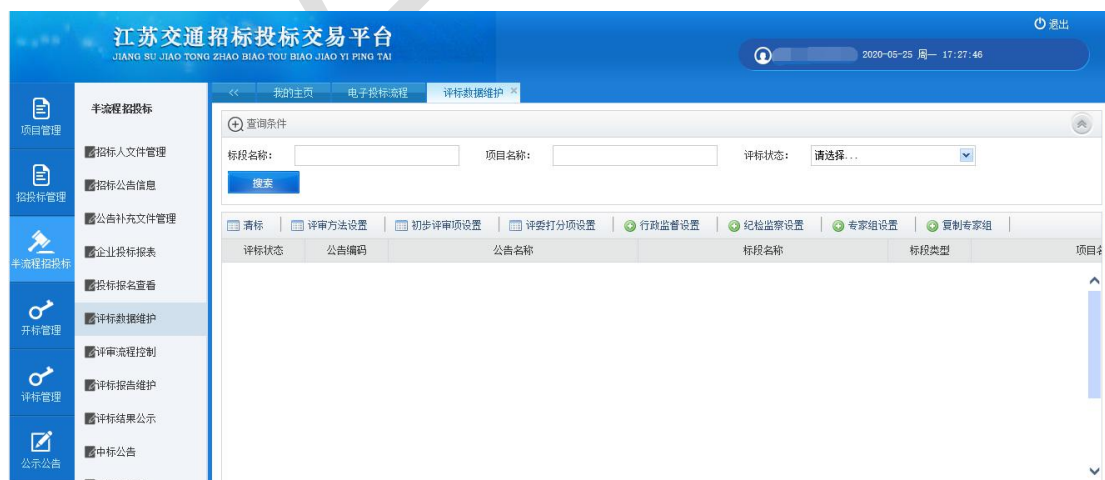 江苏交通招标投标交易平台
JIANG SU JIAO TONG ZHAO BIAO TOU BIAO JIAO YI PING TAI
退出
2020-05-25 周一 17:27:46
<< 我的主页 电子投标流程 评标数据维护 ×
项目管理
招投标管理
半流程招投标
开标管理
评标管理
公示公告
半流程招投标
招标人文件管理
招标公告信息
公告补充文件管理
企业投标报表
投标报名查看
评标数据维护
评审流程控制
评标报告维护
评标结果公示
中标公告
查询条件
标段名称: 项目名称: 评标状态: 请选择...
搜索
清标 评审方法设置 初步评审项设置 评委打分项设置 行政监督设置 纪检监察设置 专家组设置 复制专家组
评标状态 公告编码 公告名称 标段名称 标段类型 项目名